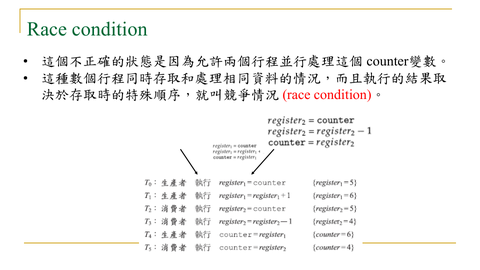 Race condition
• 這個不正確的狀態是因為允許兩個行程並行處理這個 counter變數。
• 這種數個行程同時存取和處理相同資料的情況，而且執行的結果取
決於存取時的特殊順序，就叫競爭情況 (race condition)。
register₂ = counter
register₂ = register₂ − 1
counter = register₂
register₁ = counter
register₁ = register₁ +
counter = register₁
T₀： 生產者 執行 register₁=counter {register₁=5}
T₁： 生產者 執行 register₁=register₁+1 {register₁=6}
T₂： 消費者 執行 register₂=counter {register₂=5}
T₃： 消費者 執行 register₂=register₂−1 {register₂=4}
T₄： 生產者 執行 counter=register₁ {counter=6}
T₅： 消費者 執行 counter=register₂ {counter=4}